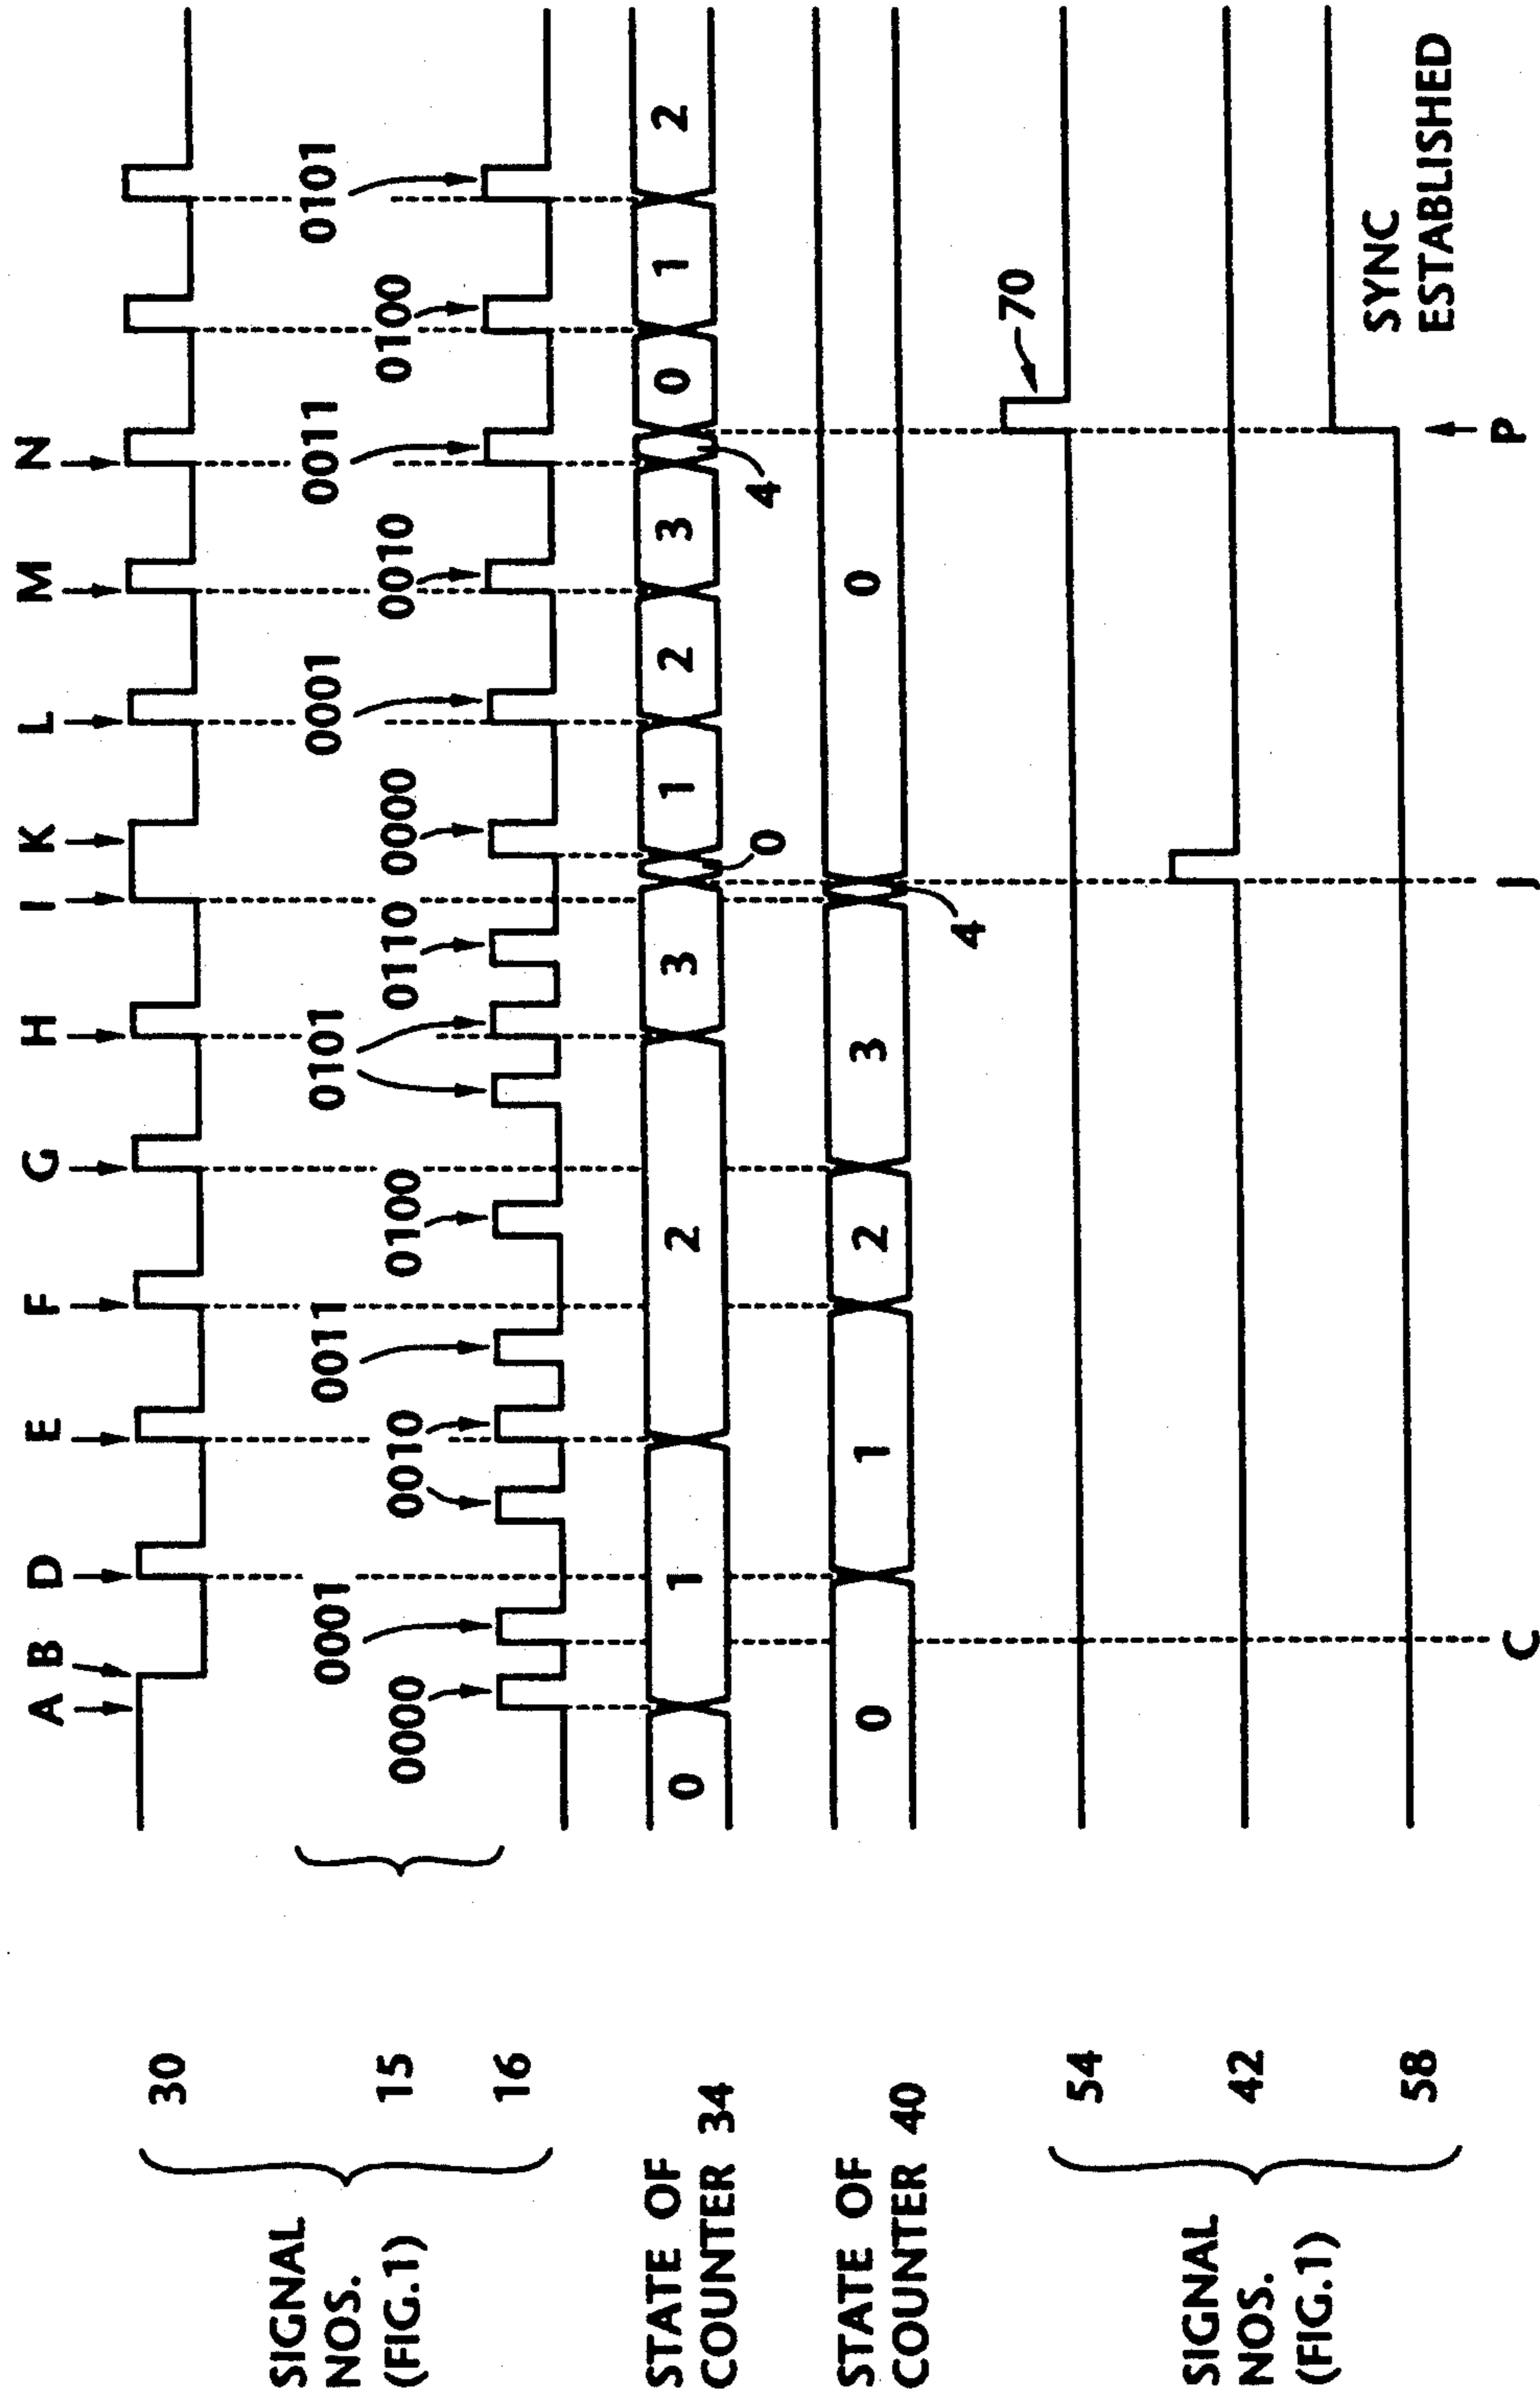 A B D E F G H I K L M N
SIGNAL
NOS.
(FIG.1)
30
15
16
0000 0001 0010 0011 0100 0101 0110 0000 0001 0010 0011 0100 0101
STATE OF
COUNTER 34
0 1 2 3 0 1 2 3 4 0 1 2
STATE OF
COUNTER 40
0 1 2 3 4 0
SIGNAL
NOS.
(FIG.1)
54
42
58
70
SYNC
ESTABLISHED
C J P